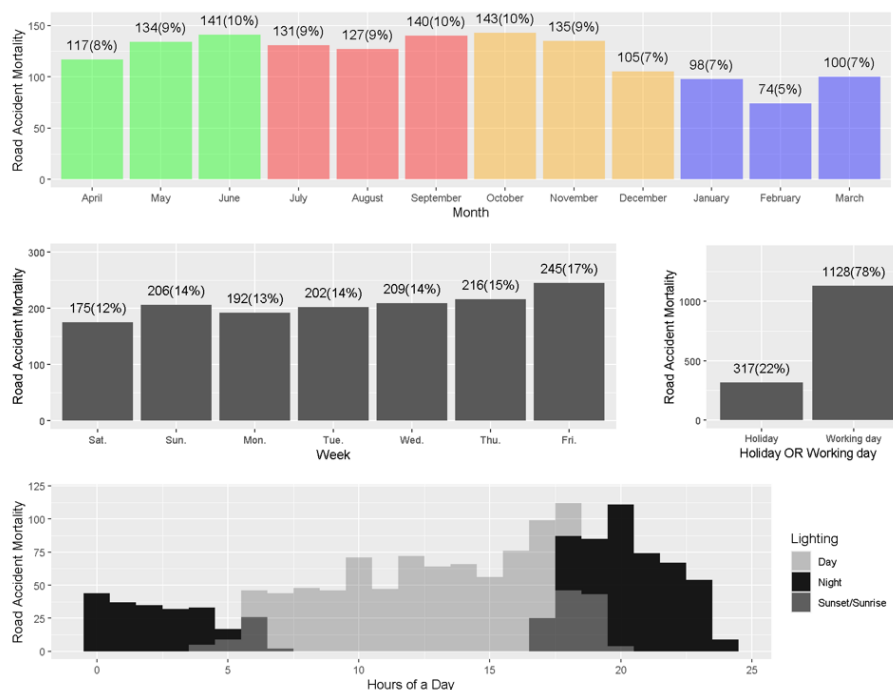 117(8%) 134(9%) 141(10%) 131(9%) 127(9%) 140(10%) 143(10%) 135(9%) 105(7%) 98(7%) 74(5%) 100(7%)
Road Accident Mortality
150
100
50
0
April May June July August September October November December January February March
Month
175(12%) 206(14%) 192(13%) 202(14%) 209(14%) 216(15%) 245(17%)
Road Accident Mortality
300
200
100
0
Sat. Sun. Mon. Tue. Wed. Thu. Fri.
Week
317(22%) 1128(78%)
Road Accident Mortality
1000
500
0
Holiday Working day
Holiday OR Working day
Road Accident Mortality
125
100
75
50
25
0
0 5 10 15 20 25
Hours of a Day
Lighting
Day
Night
Sunset/Sunrise